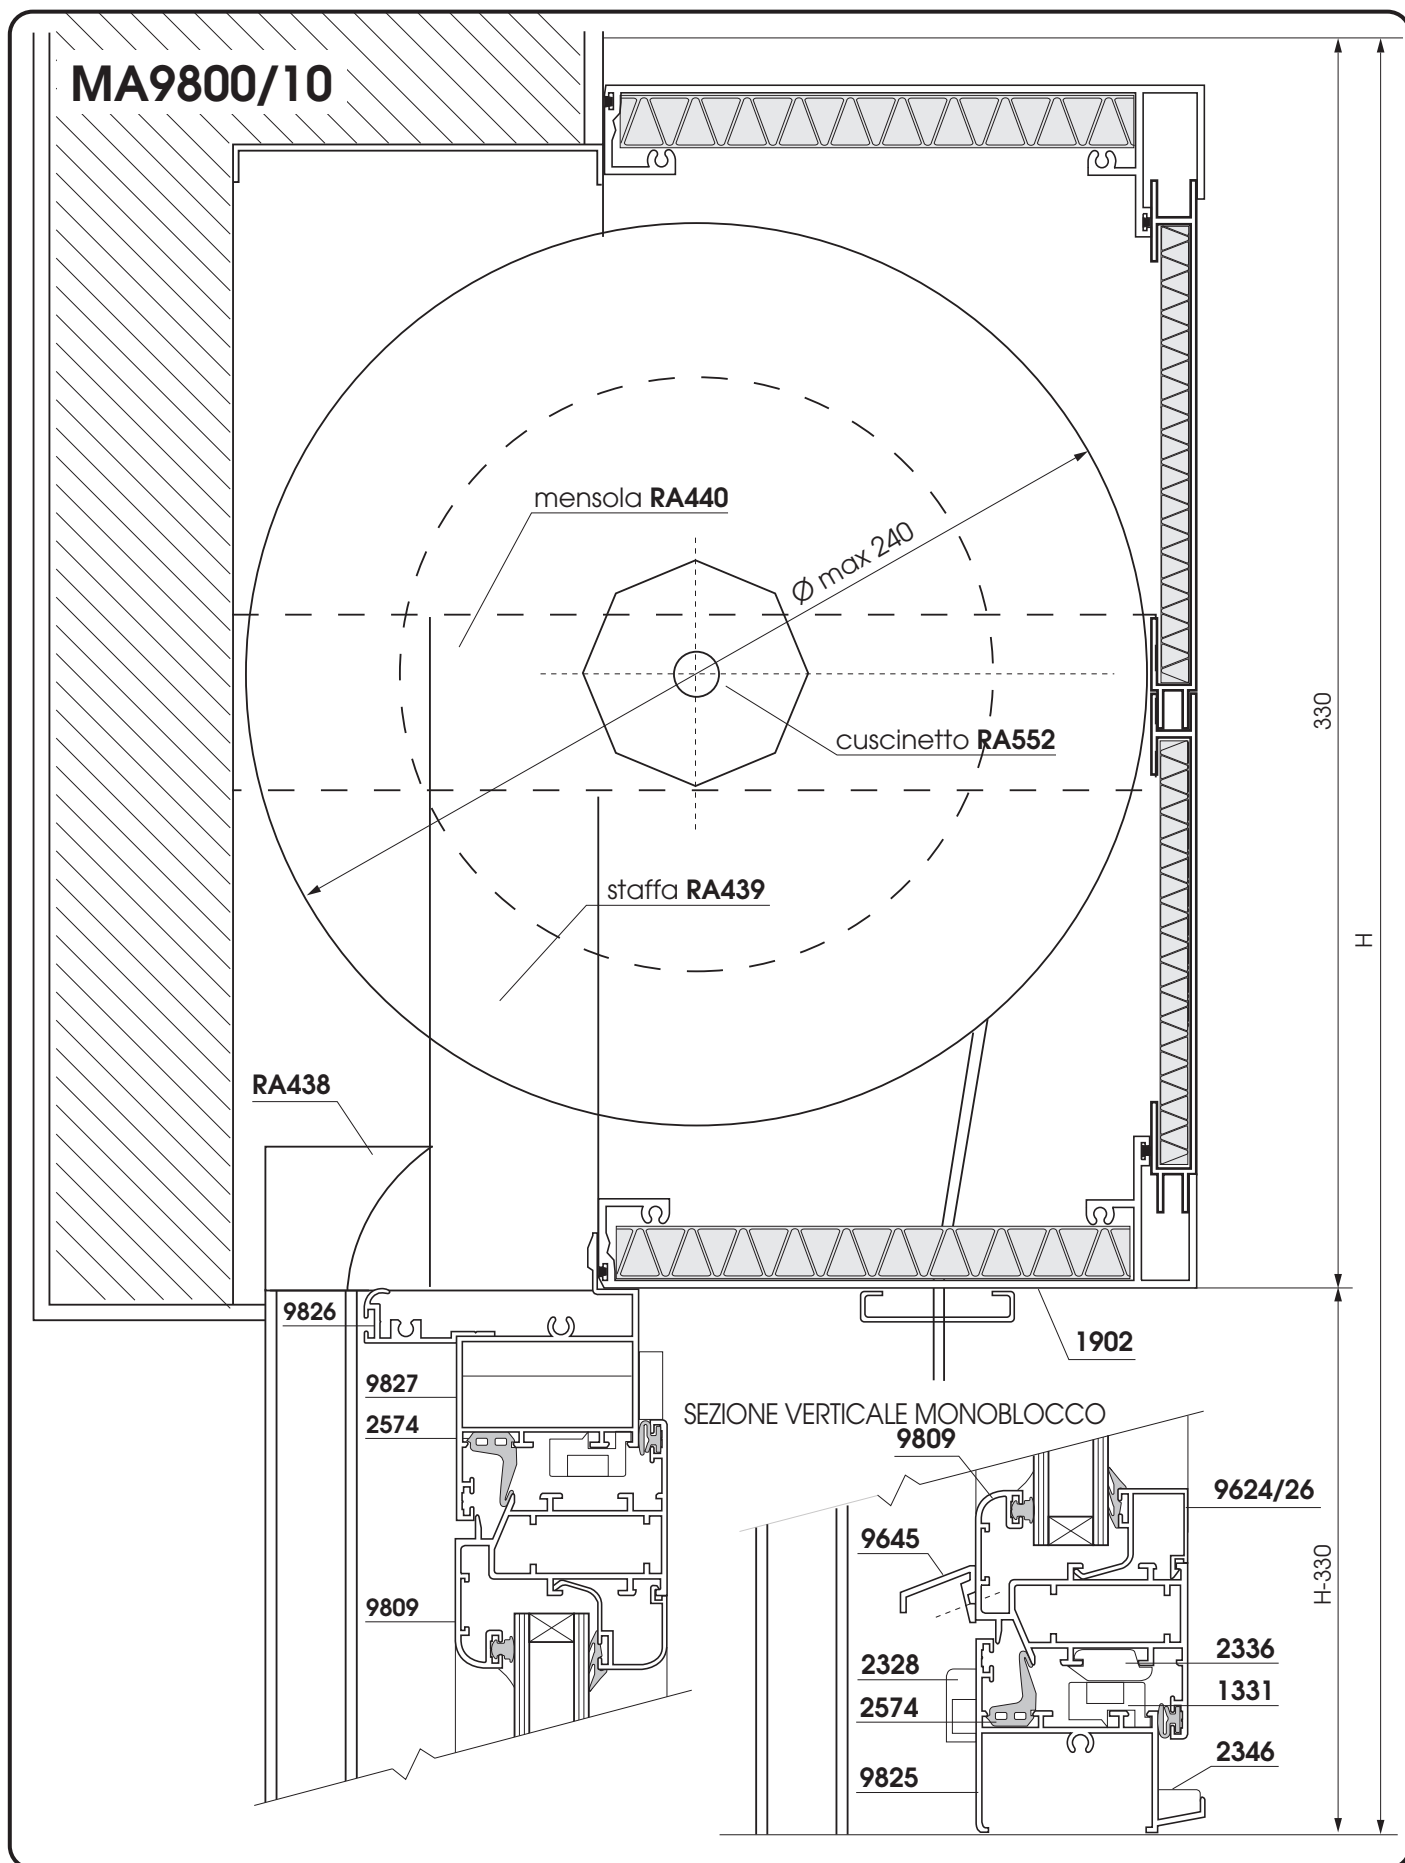 MA9800/10
mensola RA440
Ø max 240
cuscinetto RA552
330
staffa RA439
H
RA438
9826
1902
9827
SEZIONE VERTICALE MONOBLOCCO
2574
9809
9624/26
9645
H-330
9809
2328
2336
2574
1331
2346
9825